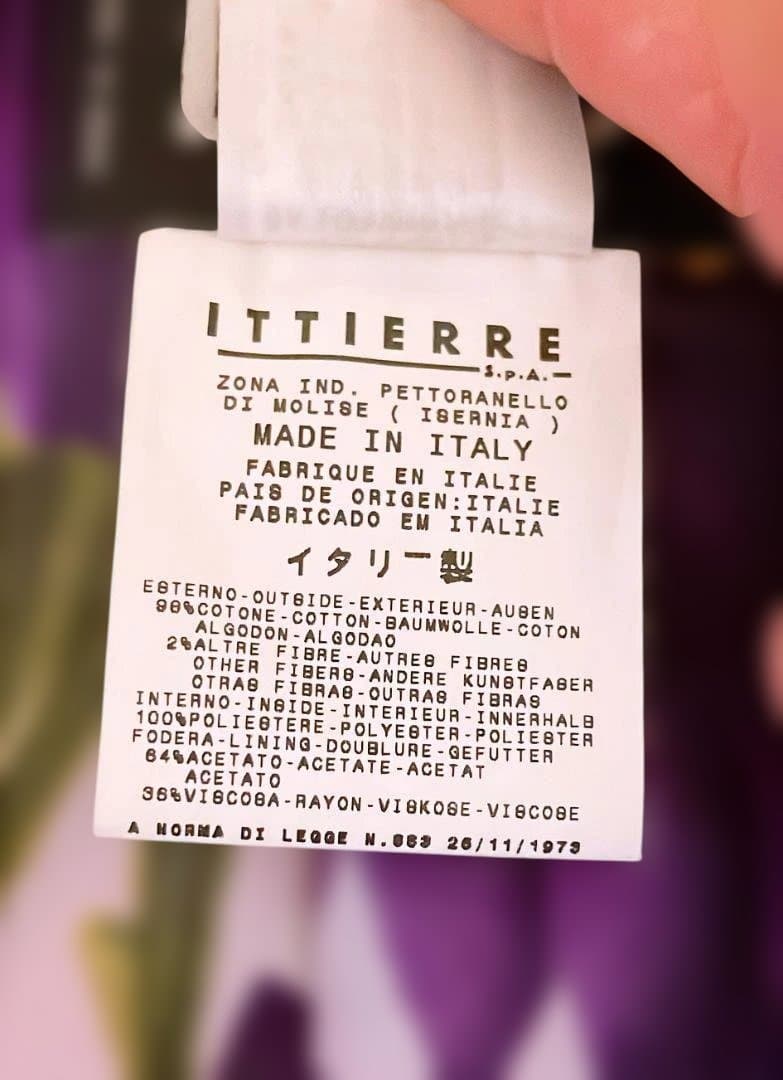 ITTIERRE
S.p.A.
ZONA IND. PETTORANELLO
DI MOLISE ( ISERNIA )
MADE IN ITALY
FABRIQUE EN ITALIE
PAIS DE ORIGEN:ITALIE
FABRICADO EM ITALIA
イタリー製
ESTERNO-OUTSIDE-EXTERIEUR-AUSEN
98%COTONE-COTTON-BAUMWOLLE-COTON
ALGODON-ALGODAO
2%ALTRE FIBRE-AUTRES FIBRES
OTHER FIBERS-ANDERE KUNSTFASER
OTRAS FIBRAS-OUTRAS FIBRAS
INTERNO-INSIDE-INTERIEUR-INNERHALB
100%POLIESTERE-POLYESTER-POLIESTER
FODERA-LINING-DOUBLURE-GEFUTTER
64%ACETATO-ACETATE-ACETAT
ACETATO
36%VISCOSA-RAYON-VISKOSE-VISCOSE
A NORMA DI LEGGE N.883 26/11/1973